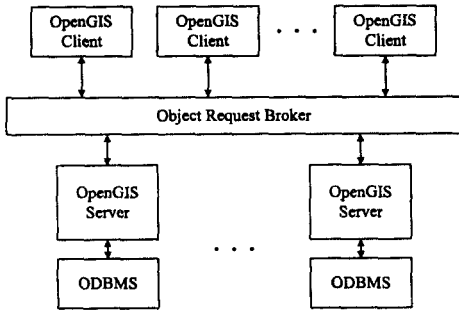 OpenGIS
Client
OpenGIS
Client
. . .
OpenGIS
Client
Object Request Broker
OpenGIS
Server
. . .
OpenGIS
Server
ODBMS
ODBMS